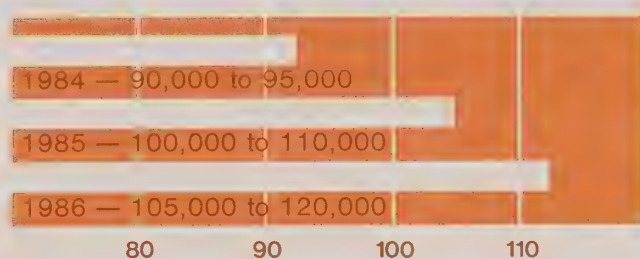 1984 — 90,000 to 95,000
1985 — 100,000 to 110,000
1986 — 105,000 to 120,000
80 90 100 110